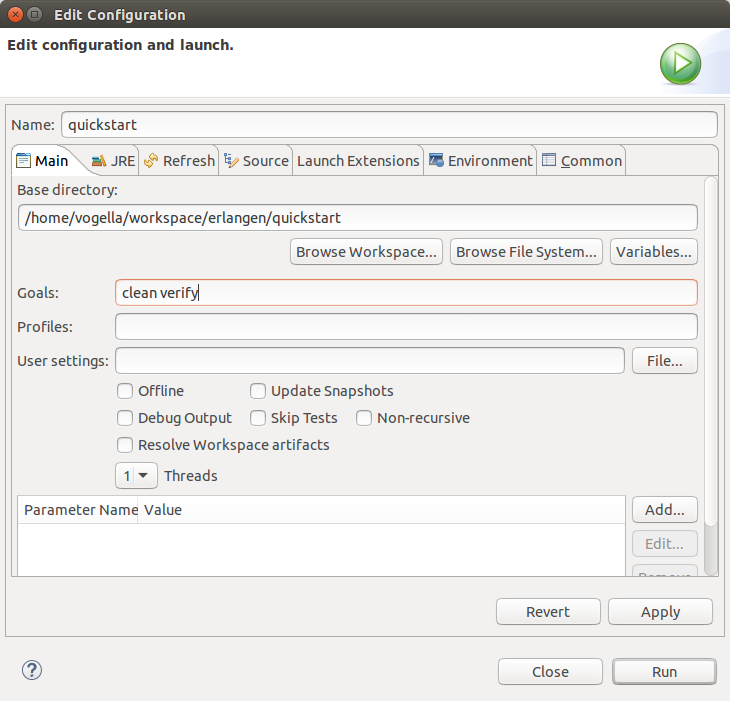 Edit Configuration
Edit configuration and launch.
Name: quickstart
Main JRE Refresh Source Launch Extensions Environment Common
Base directory:
/home/vogella/workspace/erlangen/quickstart
Browse Workspace... Browse File System... Variables...
Goals: clean verify
Profiles:
User settings: File...
Offline Update Snapshots
Debug Output Skip Tests Non-recursive
Resolve Workspace artifacts
1 Threads
Parameter Name Value Add...
Edit...
Remove
Revert Apply
? Close Run